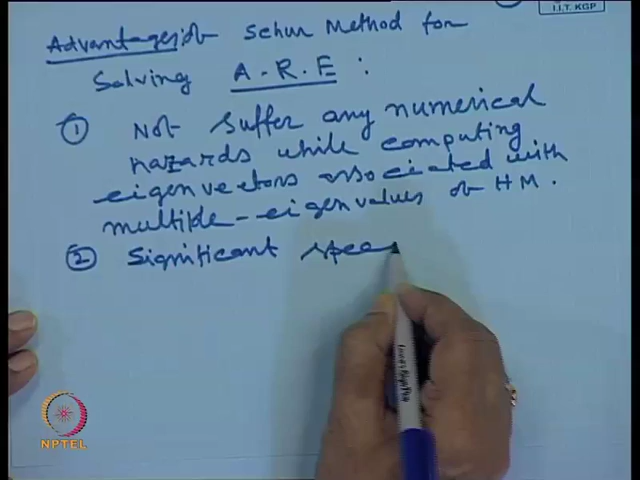 I.I.T. KGP
Advantages of Schur Method for
Solving A.R.E :
① Not suffer any numerical
hazards while computing
eigenvectors associated with
multiple-eigenvalues of HM.
② Significant spee
NPTEL